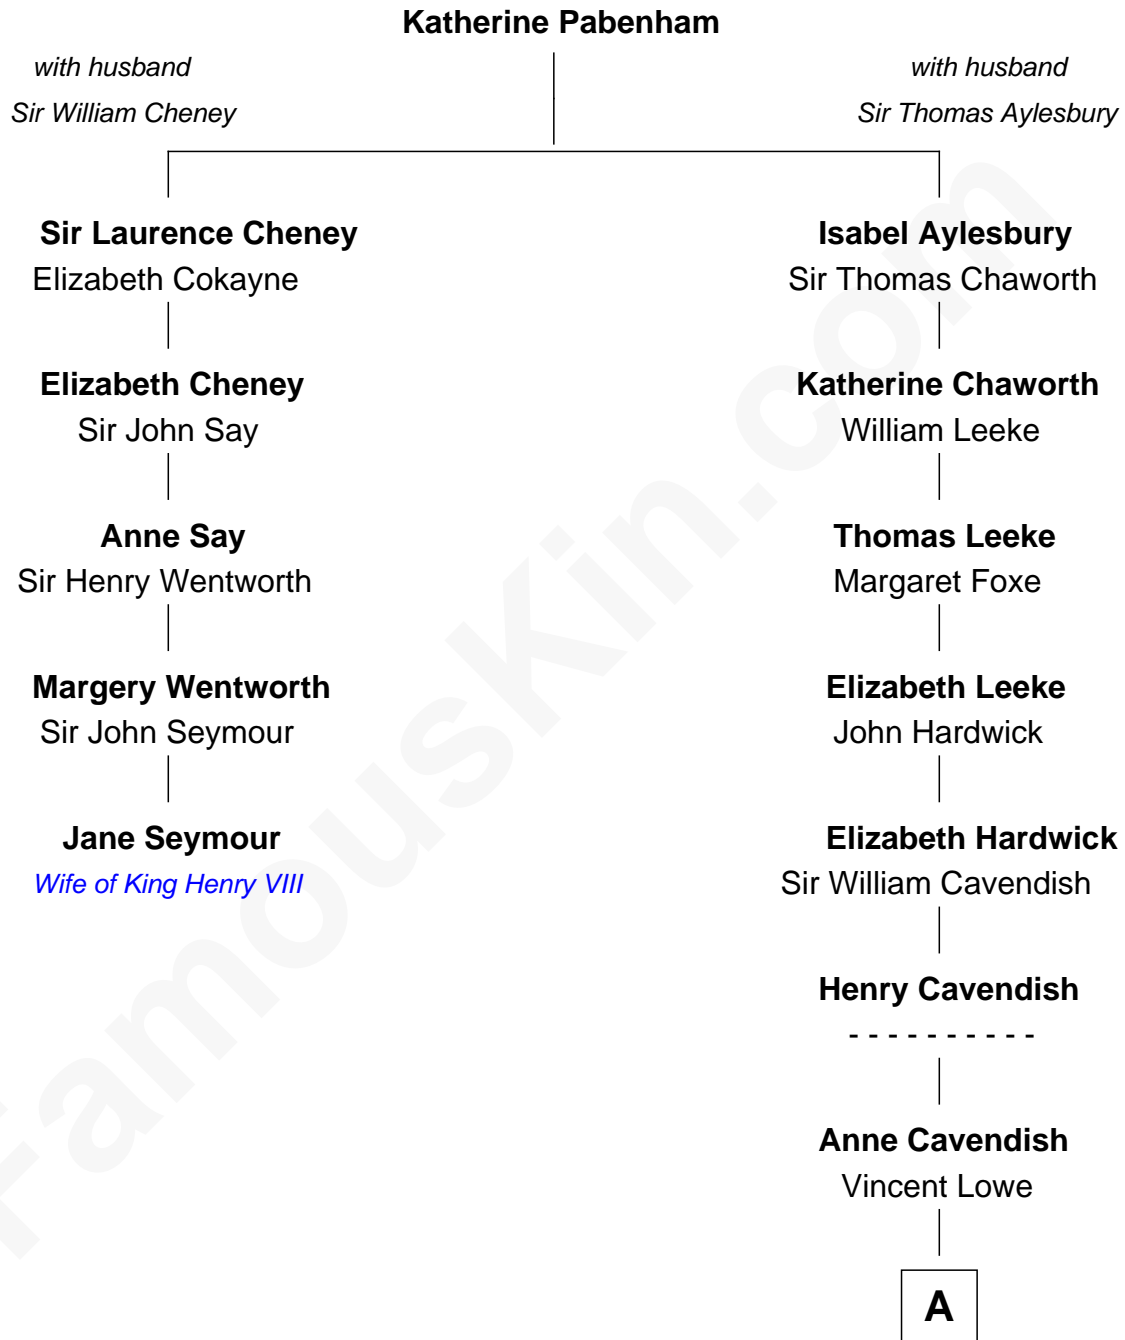 Katherine Pabenham
with husband
Sir William Cheney
with husband
Sir Thomas Aylesbury
Sir Laurence Cheney
Elizabeth Cokayne
Elizabeth Cheney
Sir John Say
Anne Say
Sir Henry Wentworth
Margery Wentworth
Sir John Seymour
Jane Seymour
Wife of King Henry VIII
Isabel Aylesbury
Sir Thomas Chaworth
Katherine Chaworth
William Leeke
Thomas Leeke
Margaret Foxe
Elizabeth Leeke
John Hardwick
Elizabeth Hardwick
Sir William Cavendish
Henry Cavendish
- - - - - - - - - -
Anne Cavendish
Vincent Lowe
A
FamousKin.com